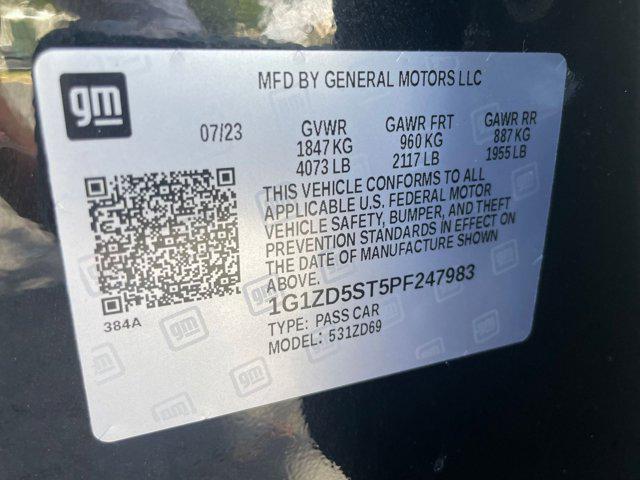 gm
MFD BY GENERAL MOTORS LLC
07/23
GVWR
1847 KG
4073 LB
GAWR FRT
960 KG
2117 LB
GAWR RR
887 KG
1955 LB
THIS VEHICLE CONFORMS TO ALL
APPLICABLE U.S. FEDERAL MOTOR
VEHICLE SAFETY, BUMPER, AND THEFT
PREVENTION STANDARDS IN EFFECT ON
THE DATE OF MANUFACTURE SHOWN
ABOVE.
1G1ZD5ST5PF247983
TYPE: PASS CAR
MODEL: 531ZD69
384A